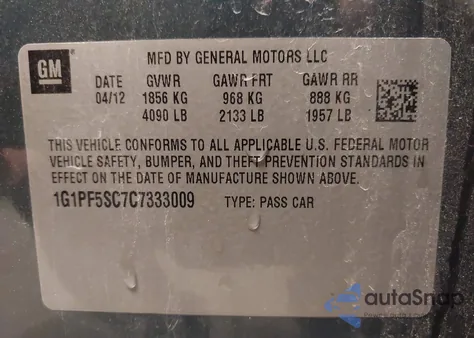 GM
MFD BY GENERAL MOTORS LLC
DATE GVWR GAWR FRT GAWR RR
04/12 1856 KG 968 KG 888 KG
4090 LB 2133 LB 1957 LB
THIS VEHICLE CONFORMS TO ALL APPLICABLE U.S. FEDERAL MOTOR
VEHICLE SAFETY, BUMPER, AND THEFT PREVENTION STANDARDS IN
EFFECT ON THE DATE OF MANUFACTURE SHOWN ABOVE.
1G1PF5SC7C7333009 TYPE: PASS CAR
autoSnap